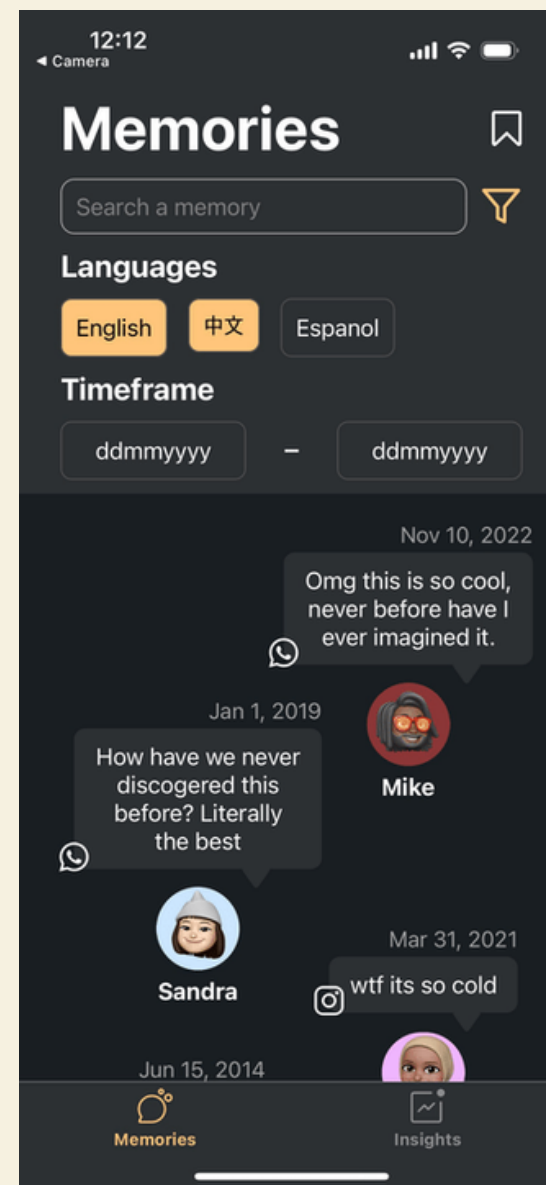 12:12
◀ Camera
Memories
Search a memory
Languages
English 中文 Espanol
Timeframe
ddmmyyyy – ddmmyyyy
Nov 10, 2022
Omg this is so cool,
never before have I
ever imagined it.
Mike
Jan 1, 2019
How have we never
discogered this
before? Literally
the best
Sandra
Mar 31, 2021
wtf its so cold
Jun 15, 2014
Memories
Insights